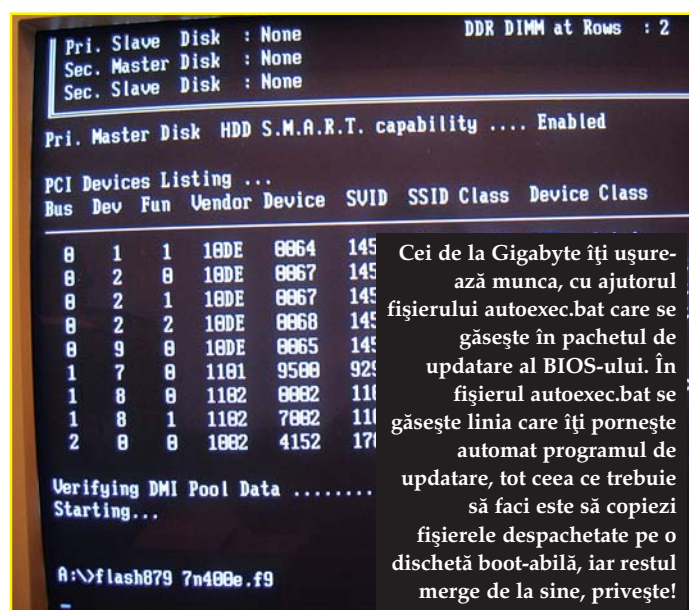 Pri. Slave Disk : None
DDR DIMM at Rows : 2
Sec. Master Disk : None
Sec. Slave Disk : None
Pri. Master Disk HDD S.M.A.R.T. capability .... Enabled
PCI Devices Listing ...
Bus Dev Fun Vendor Device SVID SSID Class Device Class
0 1 1 10DE 0064 145
0 2 0 10DE 0067 145
0 2 1 10DE 0067 145
0 2 2 10DE 0068 145
0 9 0 10DE 0065 145
1 7 0 1101 9500 929
1 8 0 1102 0002 110
1 8 1 1102 7002 110
2 0 0 1002 4152 170
Verifying DMI Pool Data ........
Starting...
A:\>flash879 7n400e.f9
Cei de la Gigabyte îţi uşure-
ază munca, cu ajutorul
fişierului autoexec.bat care se
găseşte în pachetul de
updatare al BIOS-ului. În
fişierul autoexec.bat se
găseşte linia care îţi porneşte
automat programul de
updatare, tot ceea ce trebuie
să faci este să copiezi
fişierele despachetate pe o
dischetă boot-abilă, iar restul
merge de la sine, priveşte!